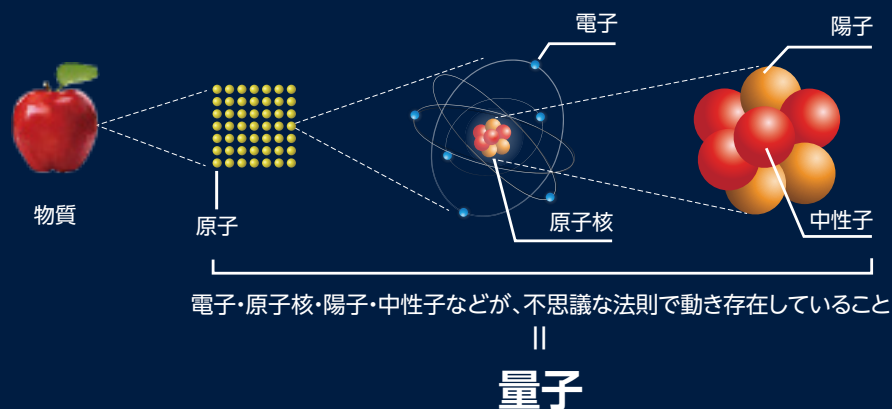 電子
陽子
物質
原子
原子核
中性子
電子・原子核・陽子・中性子などが、不思議な法則で動き存在していること
||
量子